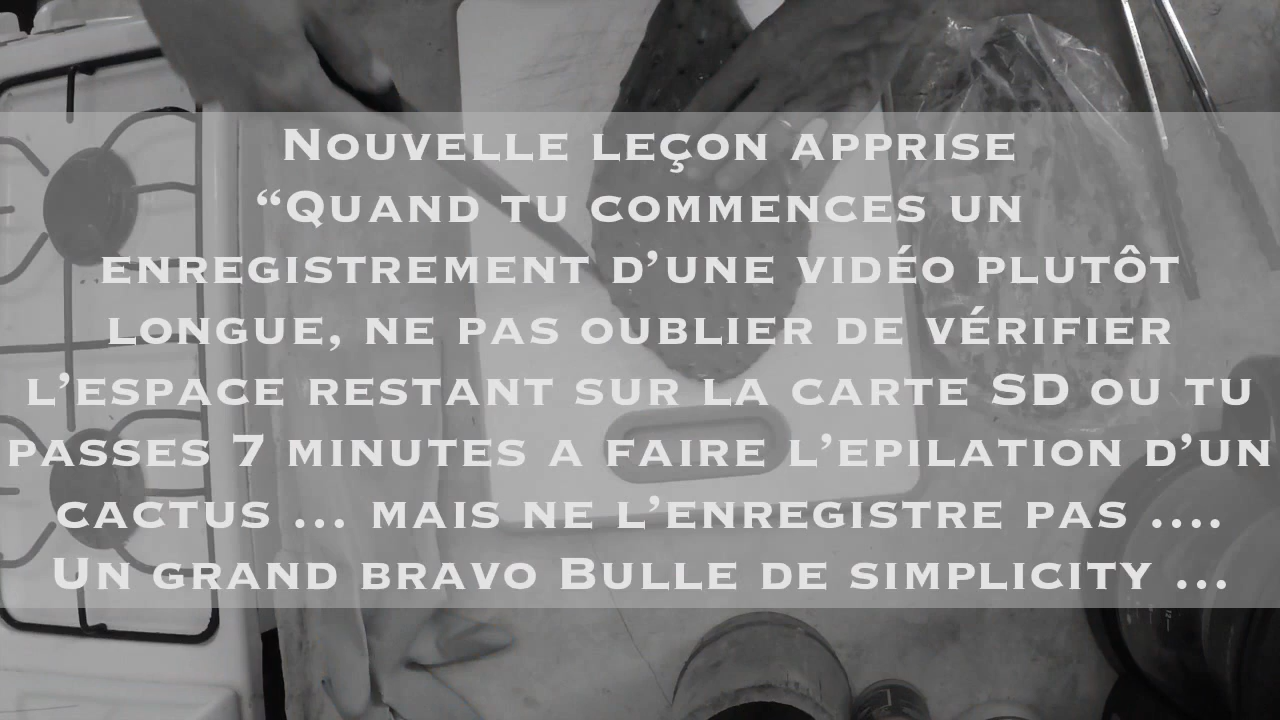 Nouvelle leçon apprise
“Quand tu commences un
enregistrement d’une vidéo plutôt
longue, ne pas oublier de vérifier
l’espace restant sur la carte SD ou tu
passes 7 minutes a faire l’epilation d’un
cactus ... mais ne l’enregistre pas ....
Un grand bravo Bulle de simplicity ...